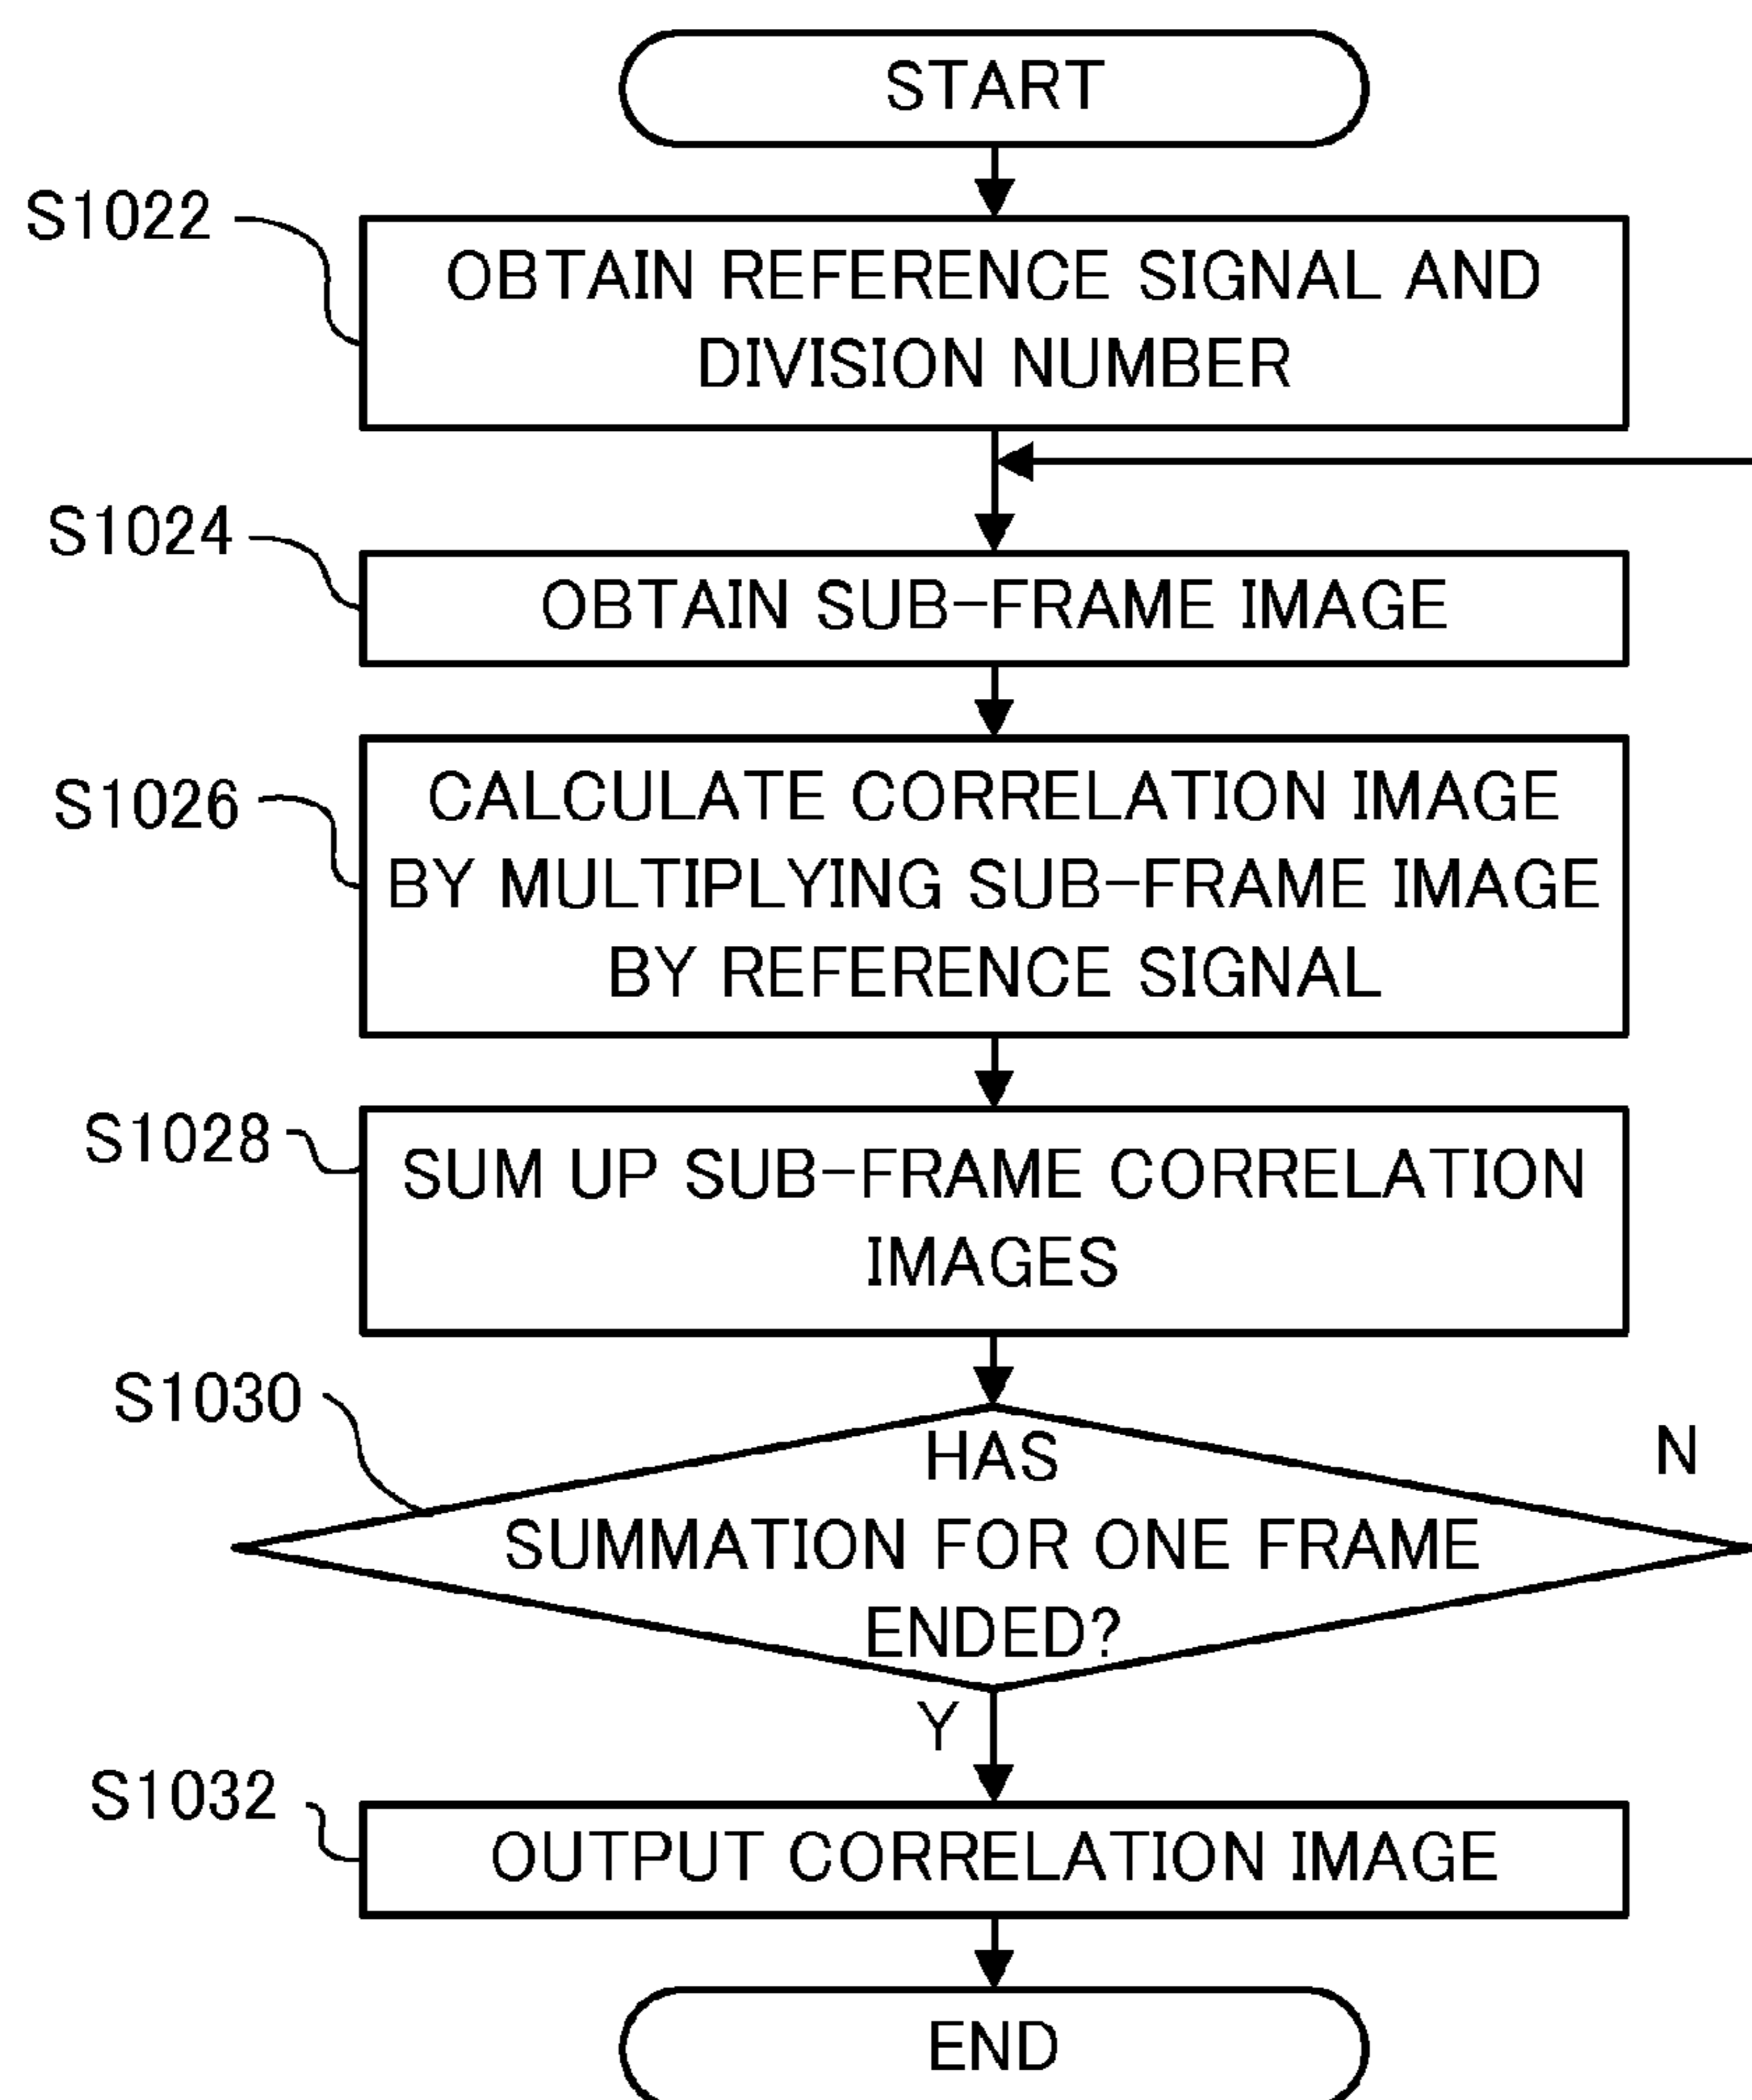 START
S1022
OBTAIN REFERENCE SIGNAL AND
DIVISION NUMBER
S1024
OBTAIN SUB-FRAME IMAGE
S1026
CALCULATE CORRELATION IMAGE
BY MULTIPLYING SUB-FRAME IMAGE
BY REFERENCE SIGNAL
S1028
SUM UP SUB-FRAME CORRELATION
IMAGES
S1030
HAS
N
SUMMATION FOR ONE FRAME
ENDED?
Y
S1032
OUTPUT CORRELATION IMAGE
END